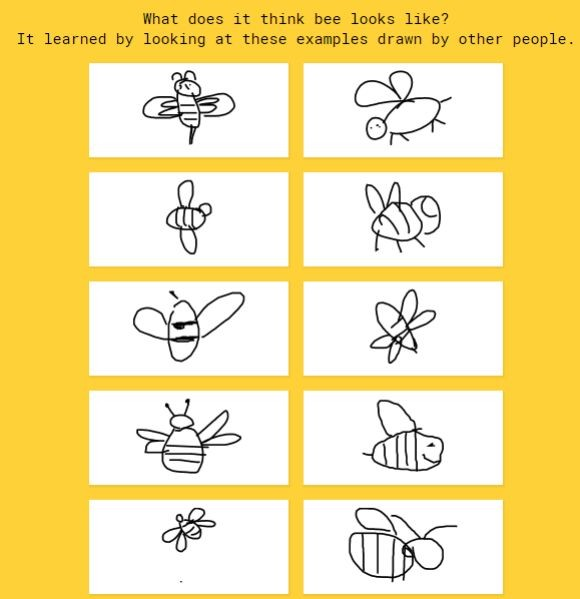 What does it think bee looks like?
It learned by looking at these examples drawn by other people.